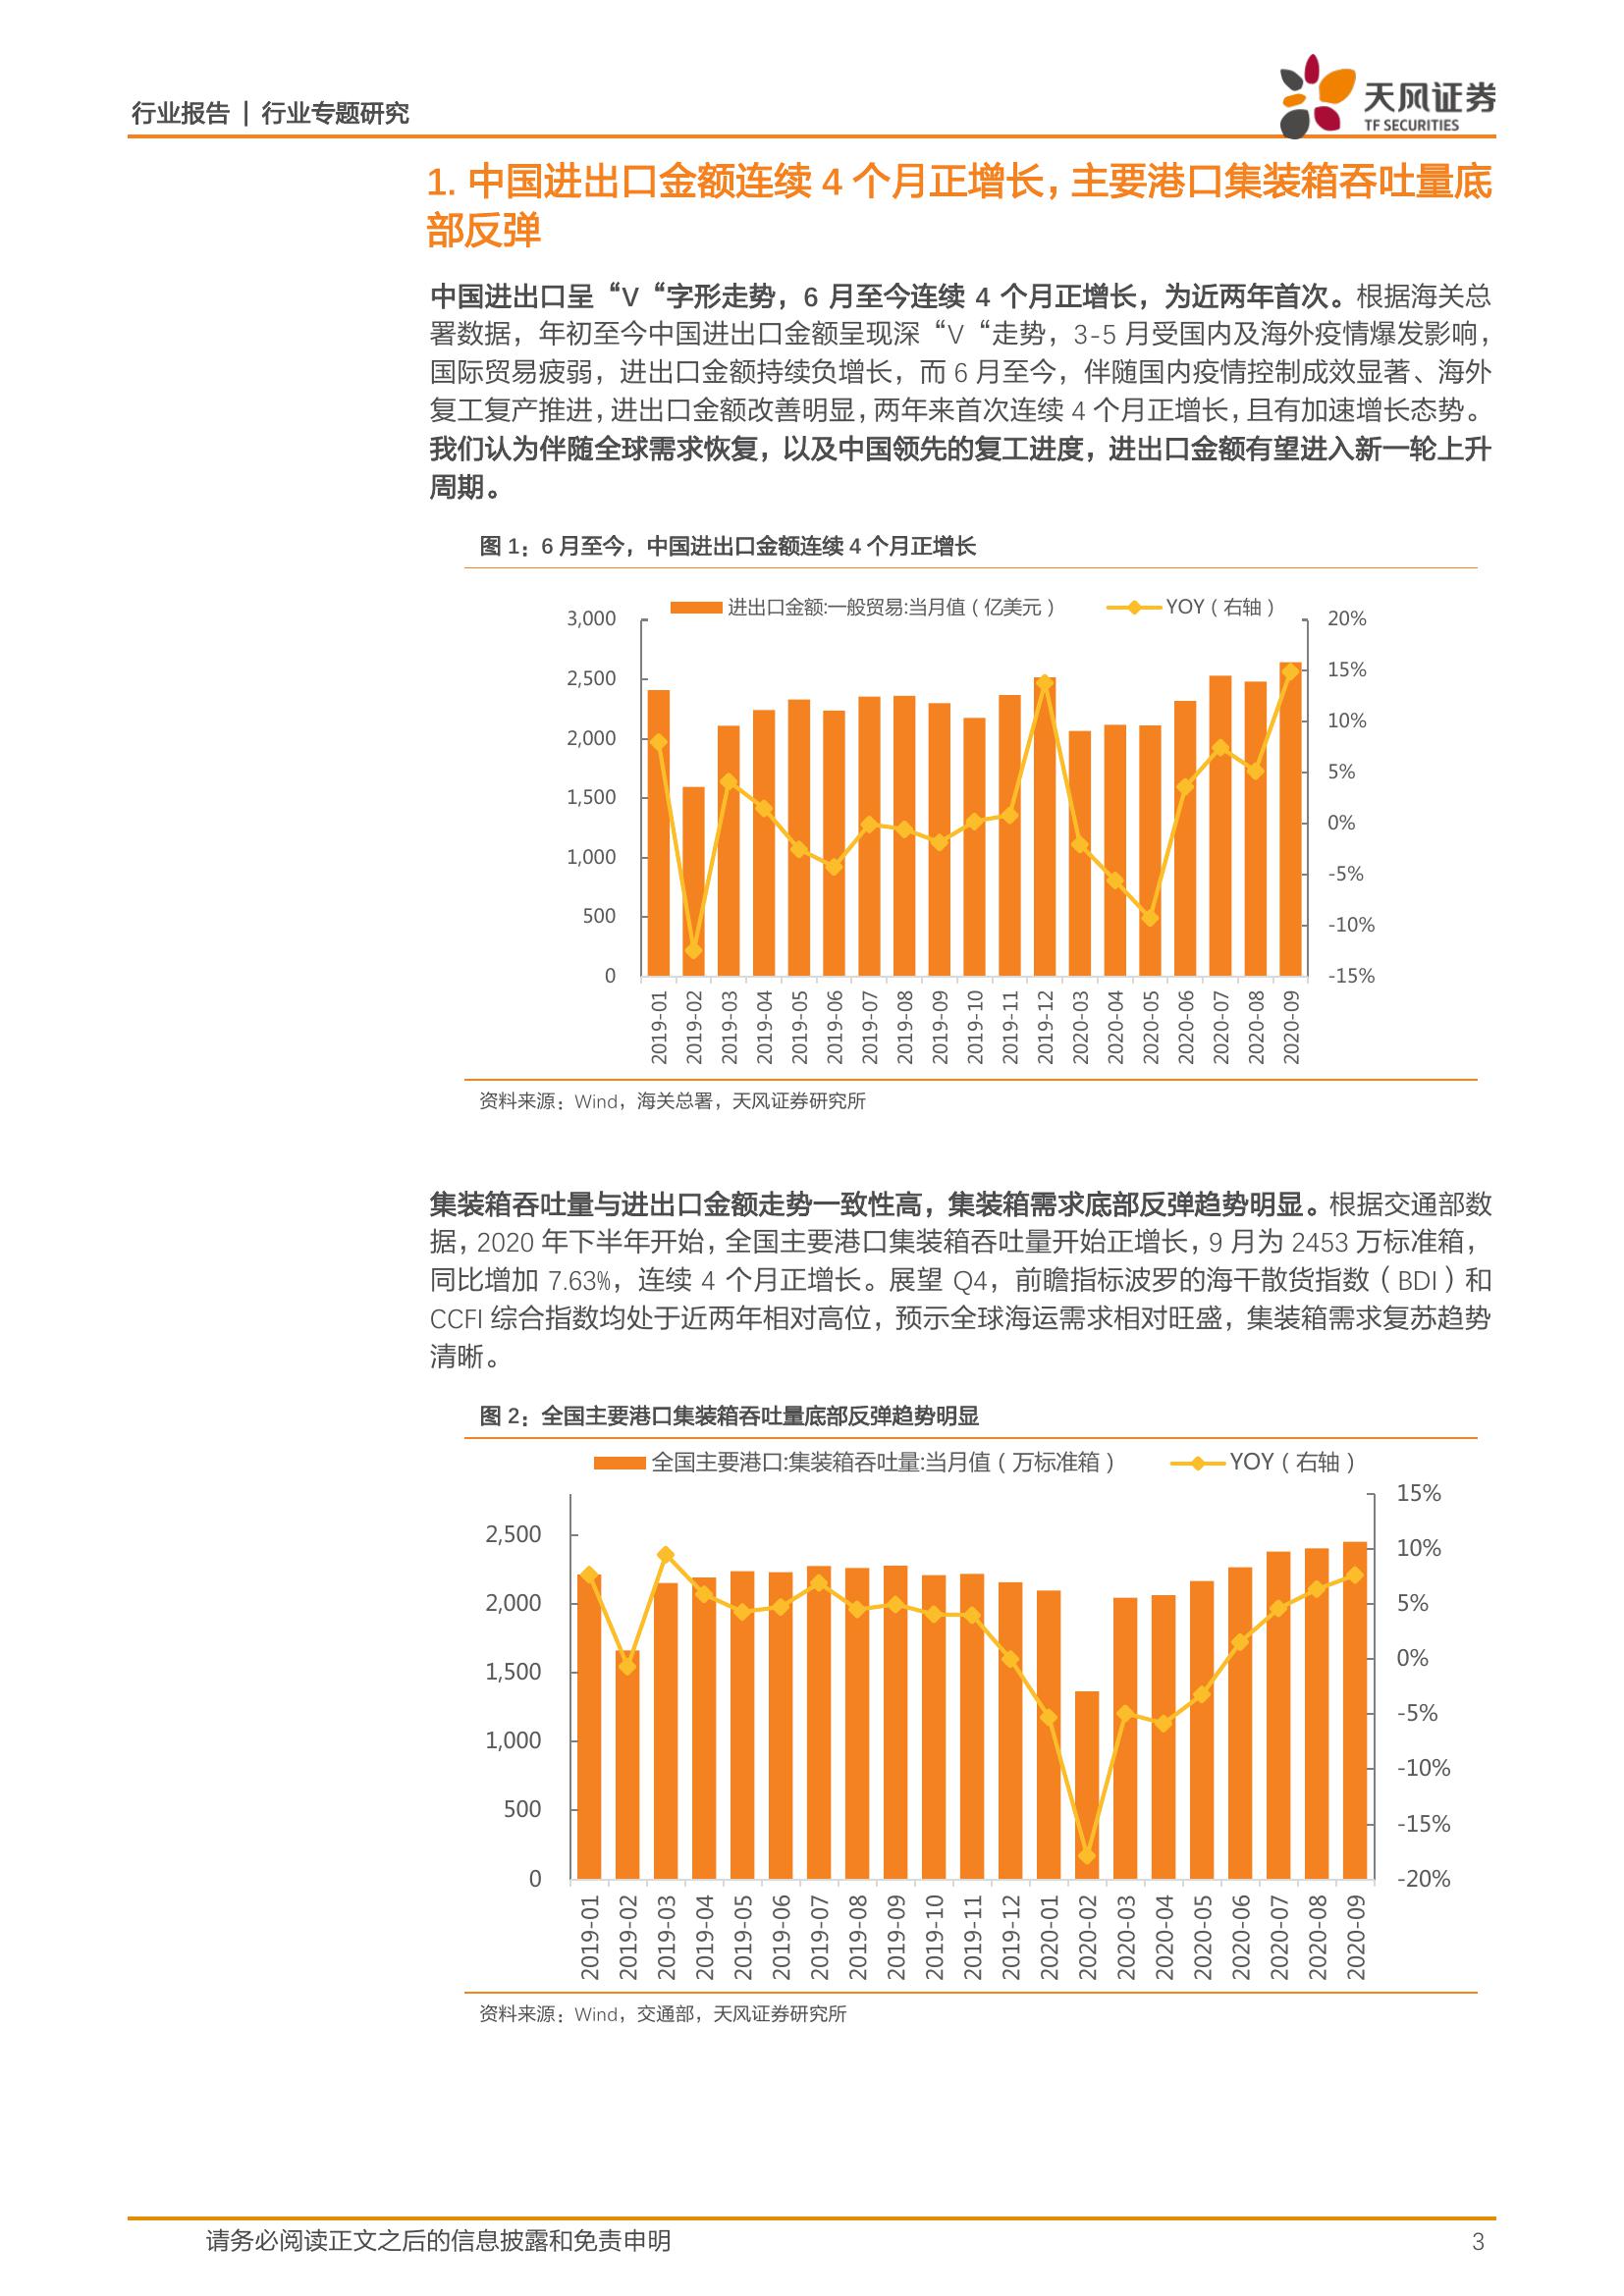 行业报告 | 行业专题研究
天风证券
TF SECURITIES
1. 中国进出口金额连续 4 个月正增长，主要港口集装箱吞吐量底
部反弹
中国进出口呈“V“字形走势，6 月至今连续 4 个月正增长，为近两年首次。根据海关总
署数据，年初至今中国进出口金额呈现深“V“走势，3-5 月受国内及海外疫情爆发影响，
国际贸易疲弱，进出口金额持续负增长，而 6 月至今，伴随国内疫情控制成效显著、海外
复工复产推进，进出口金额改善明显，两年来首次连续 4 个月正增长，且有加速增长态势。
我们认为伴随全球需求恢复，以及中国领先的复工进度，进出口金额有望进入新一轮上升
周期。
图 1：6 月至今，中国进出口金额连续 4 个月正增长
进出口金额:一般贸易:当月值（亿美元） YOY（右轴）
3,000
2,500
2,000
1,500
1,000
500
0
20%
15%
10%
5%
0%
-5%
-10%
-15%
2019-01 2019-02 2019-03 2019-04 2019-05 2019-06 2019-07 2019-08 2019-09 2019-10 2019-11 2019-12 2020-03 2020-04 2020-05 2020-06 2020-07 2020-08 2020-09
资料来源：Wind，海关总署，天风证券研究所
集装箱吞吐量与进出口金额走势一致性高，集装箱需求底部反弹趋势明显。根据交通部数
据，2020 年下半年开始，全国主要港口集装箱吞吐量开始正增长，9 月为 2453 万标准箱，
同比增加 7.63%，连续 4 个月正增长。展望 Q4，前瞻指标波罗的海干散货指数（BDI）和
CCFI 综合指数均处于近两年相对高位，预示全球海运需求相对旺盛，集装箱需求复苏趋势
清晰。
图 2：全国主要港口集装箱吞吐量底部反弹趋势明显
全国主要港口:集装箱吞吐量:当月值（万标准箱） YOY（右轴）
2,500
2,000
1,500
1,000
500
0
15%
10%
5%
0%
-5%
-10%
-15%
-20%
2019-01 2019-02 2019-03 2019-04 2019-05 2019-06 2019-07 2019-08 2019-09 2019-10 2019-11 2019-12 2020-01 2020-02 2020-03 2020-04 2020-05 2020-06 2020-07 2020-08 2020-09
资料来源：Wind，交通部，天风证券研究所
请务必阅读正文之后的信息披露和免责申明 3